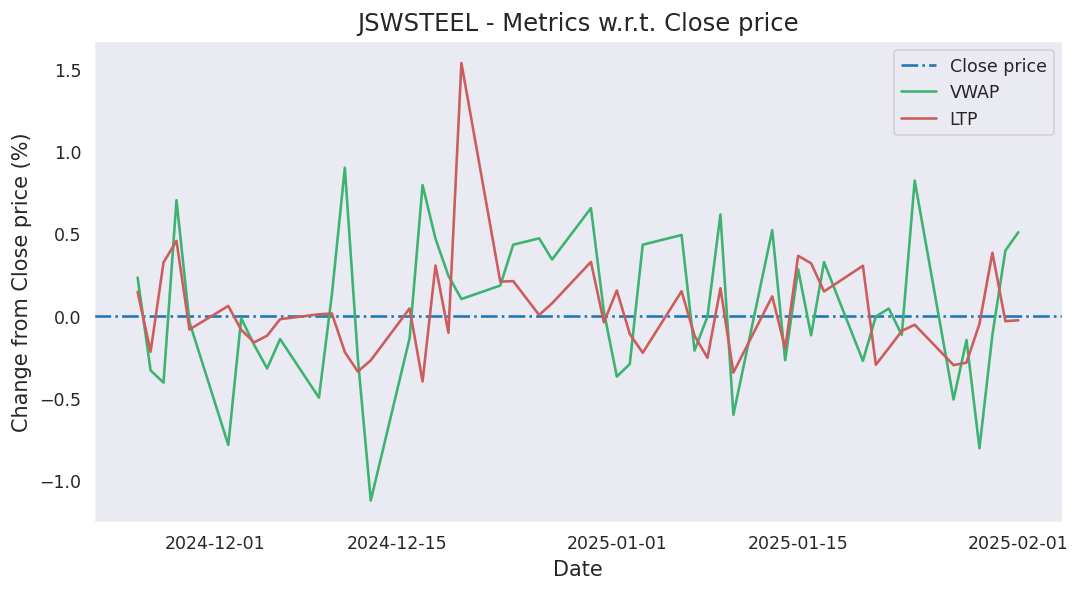 JSWSTEEL - Metrics w.r.t. Close price
Change from Close price (%)
1.5
1.0
0.5
0.0
−0.5
−1.0
Close price
VWAP
LTP
2024-12-01
2024-12-15
2025-01-01
2025-01-15
2025-02-01
Date